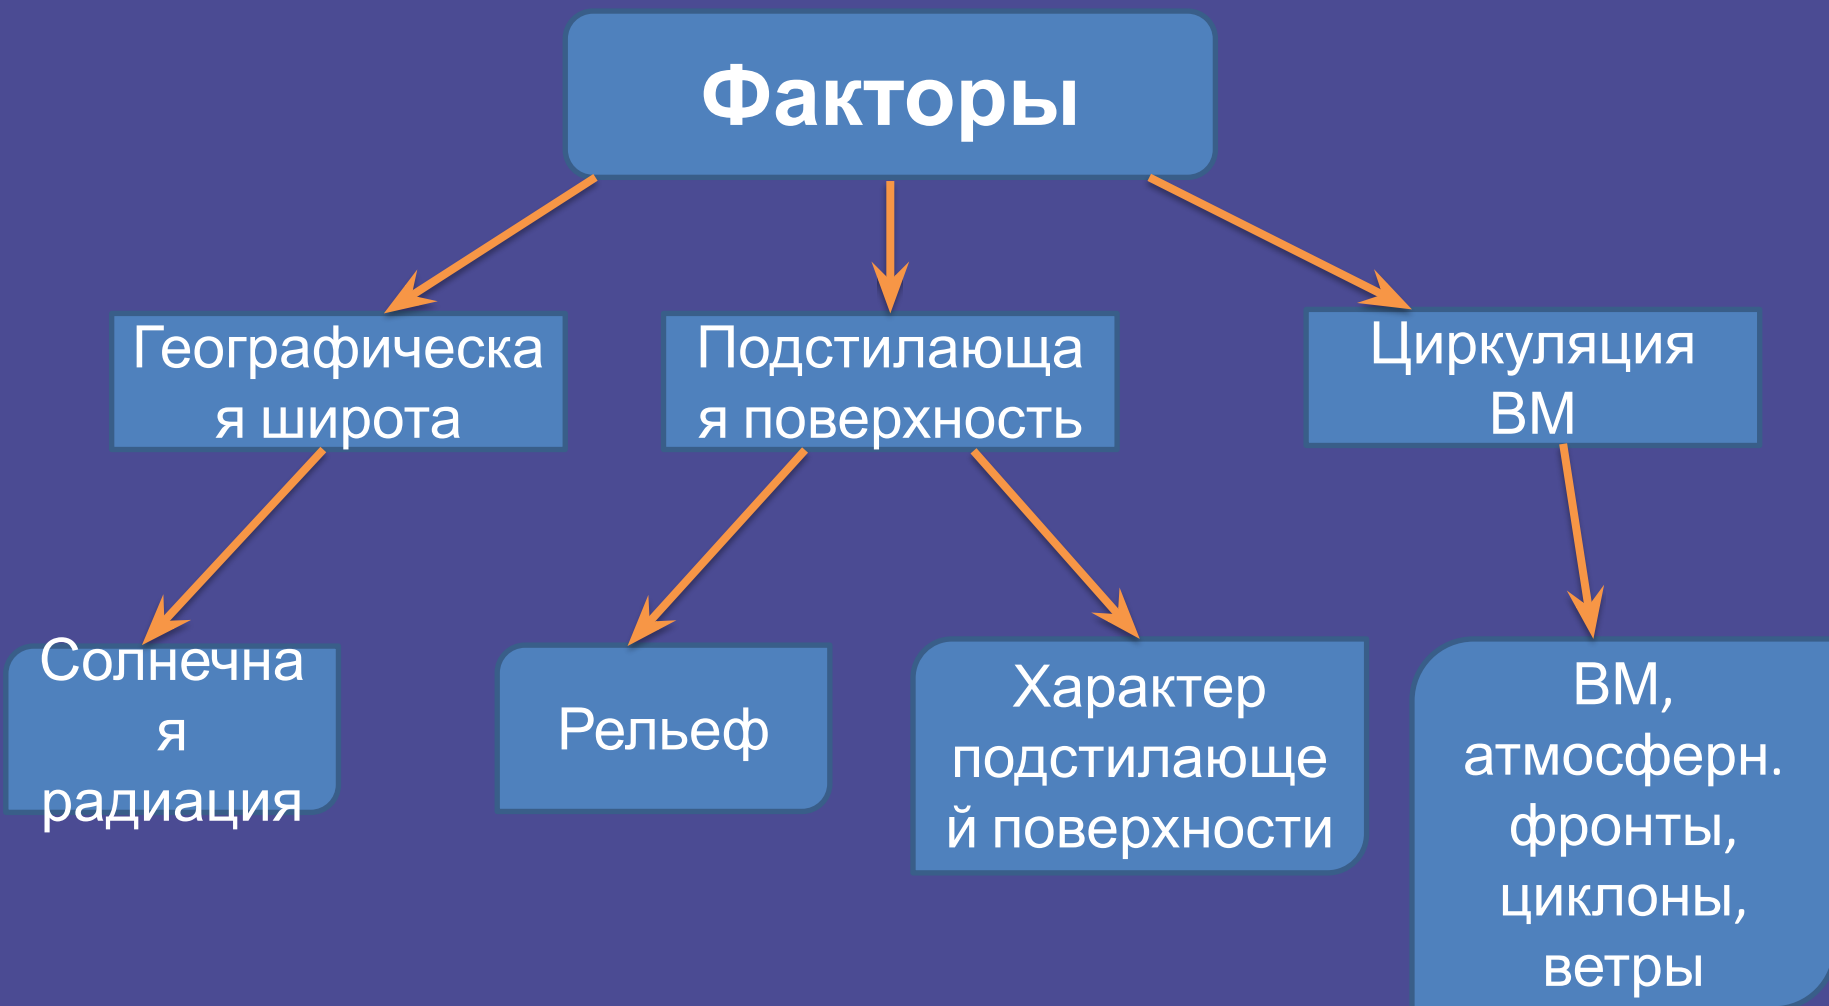 Факторы
Географическа
я широта
Подстилающа
я поверхность
Циркуляция
ВМ
Солнечна
я
радиация
Рельеф
Характер
подстилающе
й поверхности
ВМ,
атмосферн.
фронты,
циклоны,
ветры